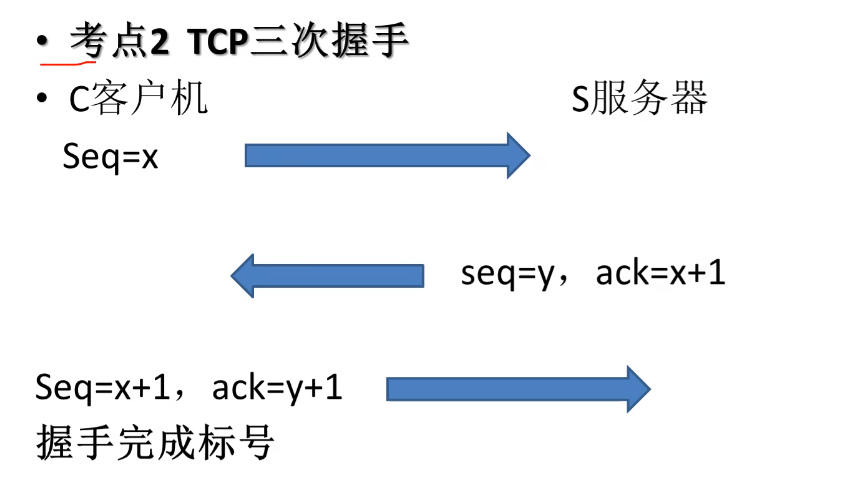 • 考点2 TCP三次握手
• C客户机 S服务器
Seq=x
seq=y，ack=x+1
Seq=x+1，ack=y+1
握手完成标号